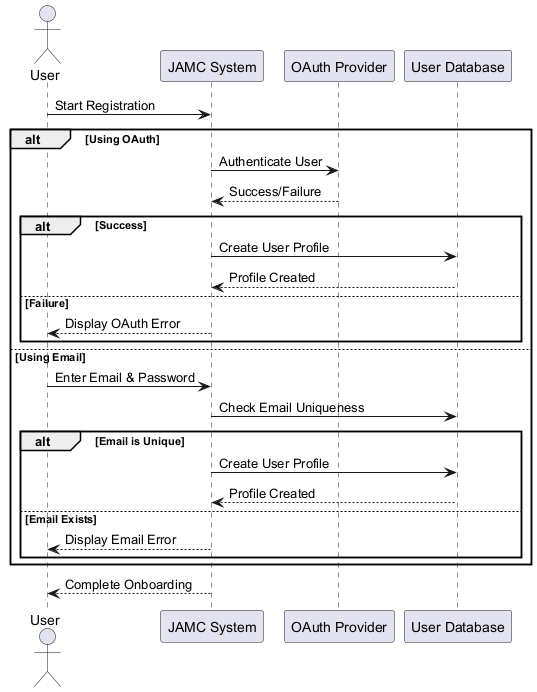 User
JAMC System
OAuth Provider
User Database
Start Registration
alt
[Using OAuth]
Authenticate User
Success/Failure
alt
[Success]
Create User Profile
Profile Created
[Failure]
Display OAuth Error
[Using Email]
Enter Email & Password
Check Email Uniqueness
alt
[Email is Unique]
Create User Profile
Profile Created
[Email Exists]
Display Email Error
Complete Onboarding
User
JAMC System
OAuth Provider
User Database